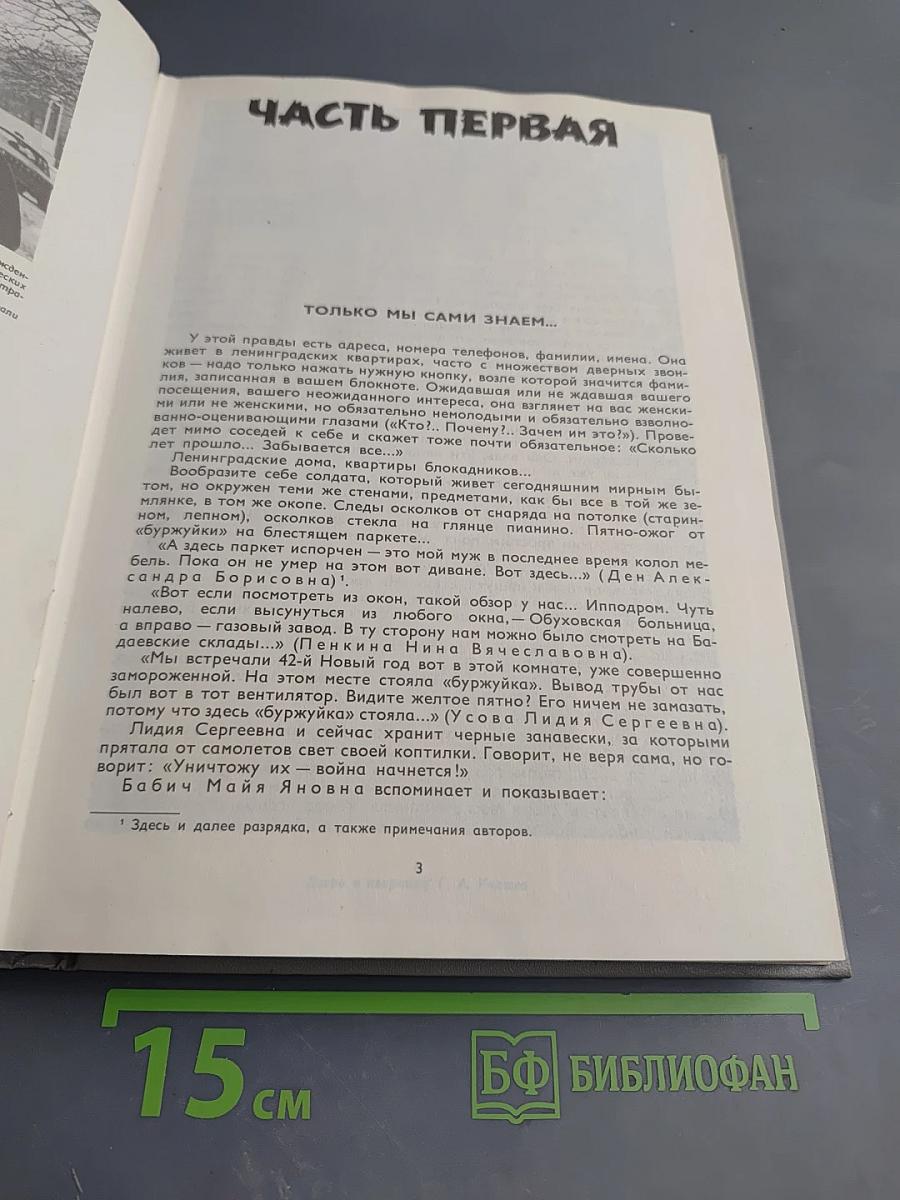 жден-
еских
тра-
али
ЧАСТЬ ПЕРВАЯ
ТОЛЬКО МЫ САМИ ЗНАЕМ...
У этой правды есть адреса, номера телефонов, фамилии, имена. Она
живет в ленинградских квартирах, часто с множеством дверных звон-
ков — надо только нажать нужную кнопку, возле которой значится фами-
лия, записанная в вашем блокноте. Ожидавшая или не ждавшая вашего
посещения, вашего неожиданного интереса, она взглянет на вас женски-
ми или не женскими, но обязательно немолодыми и обязательно взволно-
ванно-оценивающими глазами («Кто?.. Почему?.. Зачем им это?»). Прове-
дет мимо соседей к себе и скажет тоже почти обязательное: «Сколько
лет прошло... Забывается все...»
Ленинградские дома, квартиры блокадников...
Вообразите себе солдата, который живет сегодняшним мирным бы-
том, но окружен теми же стенами, предметами, как бы все в той же зе-
млянке, в том же окопе. Следы осколков от снаряда на потолке (старин-
ном, лепном), осколков стекла на глянце пианино. Пятно-ожог от
«буржуйки» на блестящем паркете...
«А здесь паркет испорчен — это мой муж в последнее время колол ме-
бель. Пока он не умер на этом вот диване. Вот здесь...» (Ден Алек-
сандра Борисовна)¹.
«Вот если посмотреть из окон, такой обзор у нас... Ипподром. Чуть
налево, если высунуться из любого окна,— Обуховская больница,
а вправо — газовый завод. В ту сторону нам можно было смотреть на Ба-
даевские склады...» (Пенкина Нина Вячеславовна).
«Мы встречали 42-й Новый год вот в этой комнате, уже совершенно
замороженной. На этом месте стояла «буржуйка». Вывод трубы от нас
был вот в тот вентилятор. Видите желтое пятно? Его ничем не замазать,
потому что здесь «буржуйка» стояла...» (Усова Лидия Сергеевна).
Лидия Сергеевна и сейчас хранит черные занавески, за которыми
прятала от самолетов свет своей коптилки. Говорит, не веря сама, но го-
ворит: «Уничтожу их — война начнется!»
Бабич Майя Яновна вспоминает и показывает:
¹ Здесь и далее разрядка, а также примечания авторов.
3
15 см
БФ БИБЛИОФАН